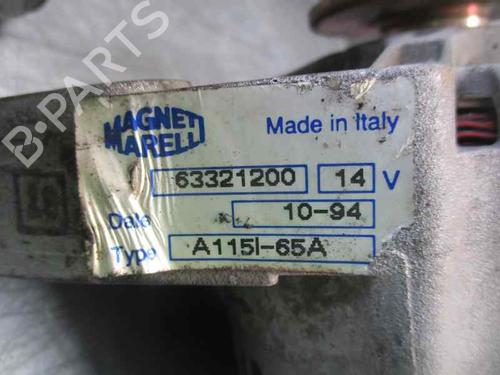 B-PARTS
MAGNETI
MARELLI
Made in Italy
63321200 14 V
Date 10-94
Type A115I-65A